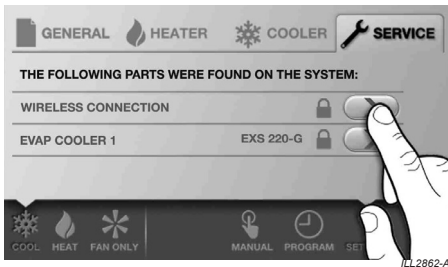 GENERAL HEATER COOLER SERVICE
THE FOLLOWING PARTS WERE FOUND ON THE SYSTEM:
WIRELESS CONNECTION
EVAP COOLER 1 EXS 220-G
COOL HEAT FAN ONLY MANUAL PROGRAM
ILL2862-A